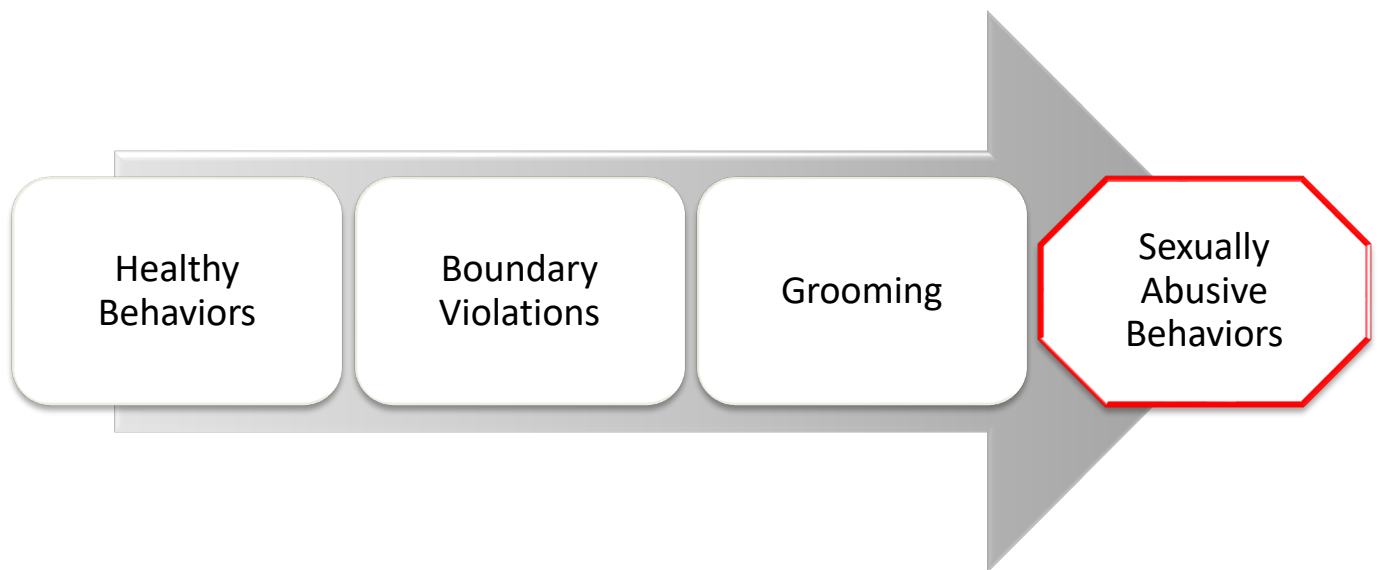 Healthy
Behaviors
Boundary
Violations
Grooming
Sexually
Abusive
Behaviors